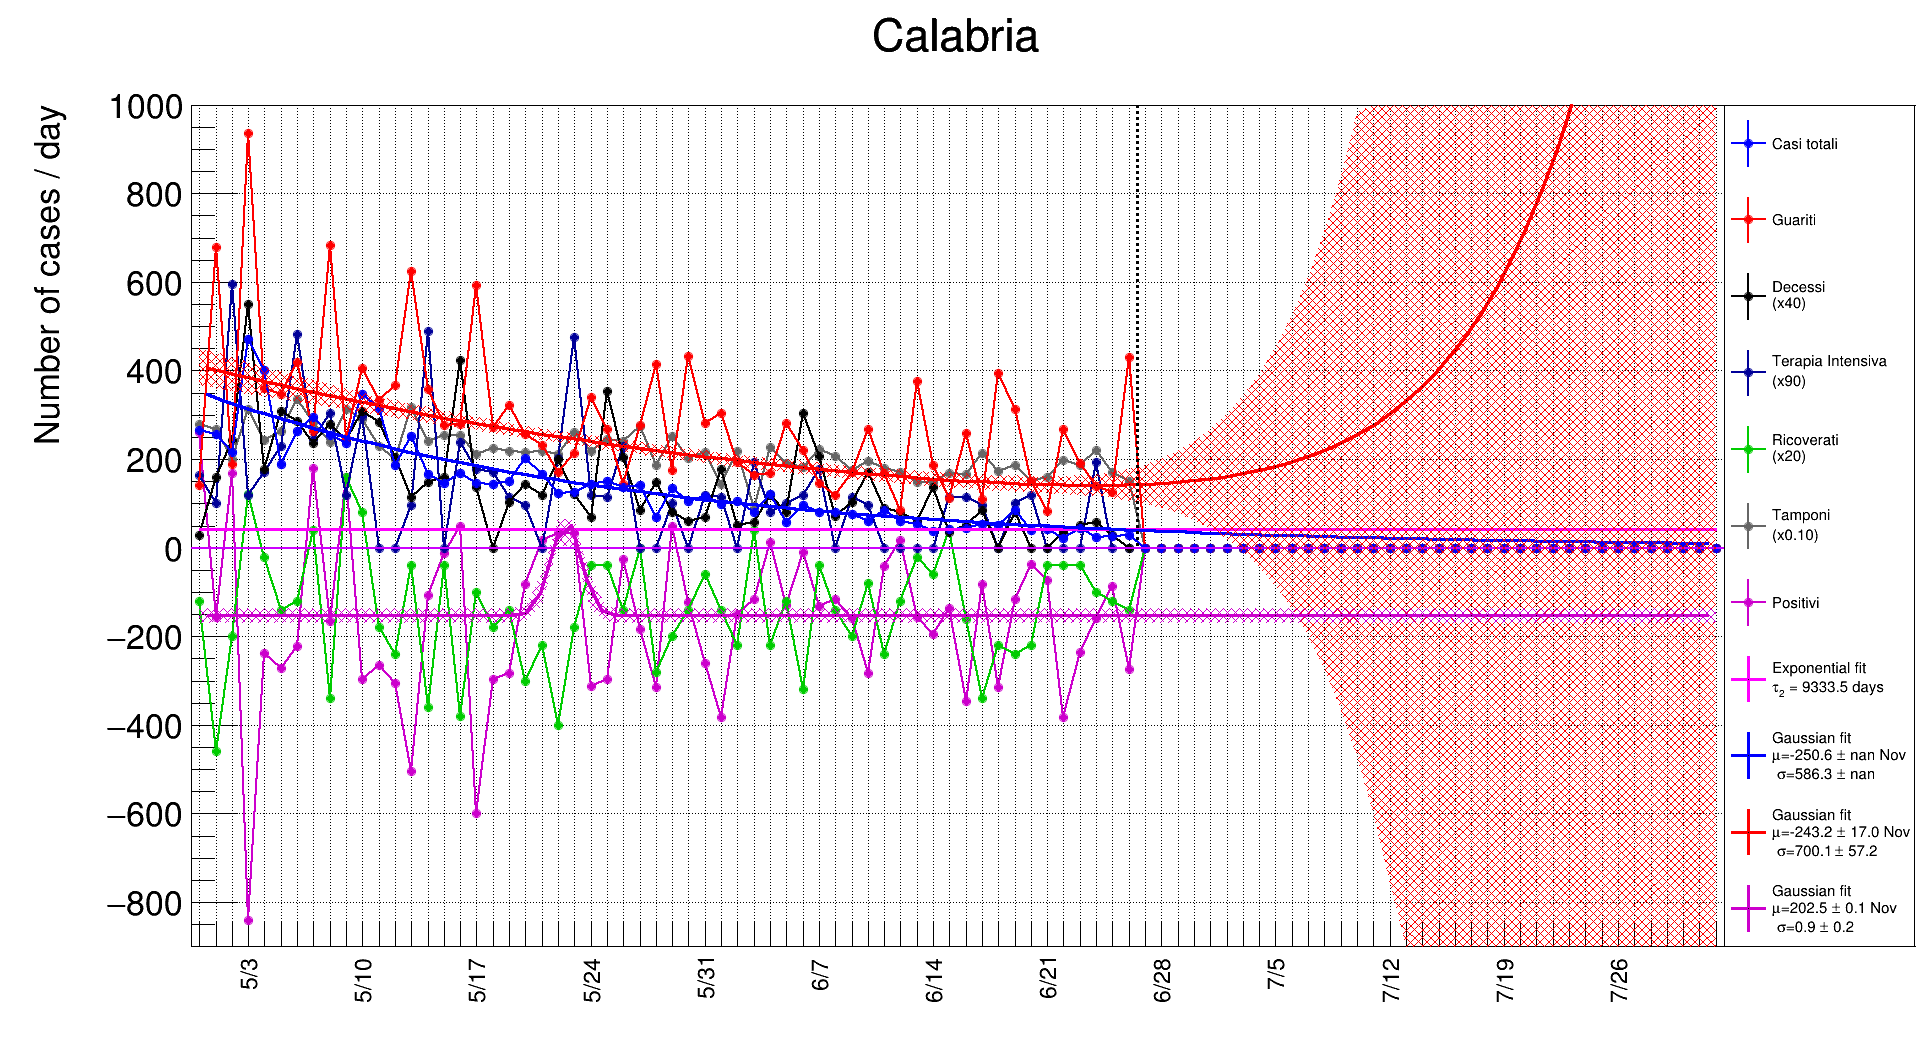 Calabria
Number of cases / day
1000
800
600
400
200
0
−200
−400
−600
−800
5/3
5/10
5/17
5/24
5/31
6/7
6/14
6/21
6/28
7/5
7/12
7/19
7/26
Casi totali
Guariti
Decessi
(x40)
Terapia Intensiva
(x90)
Ricoverati
(x20)
Tamponi
(x0.10)
Positivi
Exponential fit
τ2 = 9333.5 days
Gaussian fit
μ=-250.6 ± nan Nov
σ=586.3 ± nan
Gaussian fit
μ=-243.2 ± 17.0 Nov
σ=700.1 ± 57.2
Gaussian fit
μ=202.5 ± 0.1 Nov
σ=0.9 ± 0.2